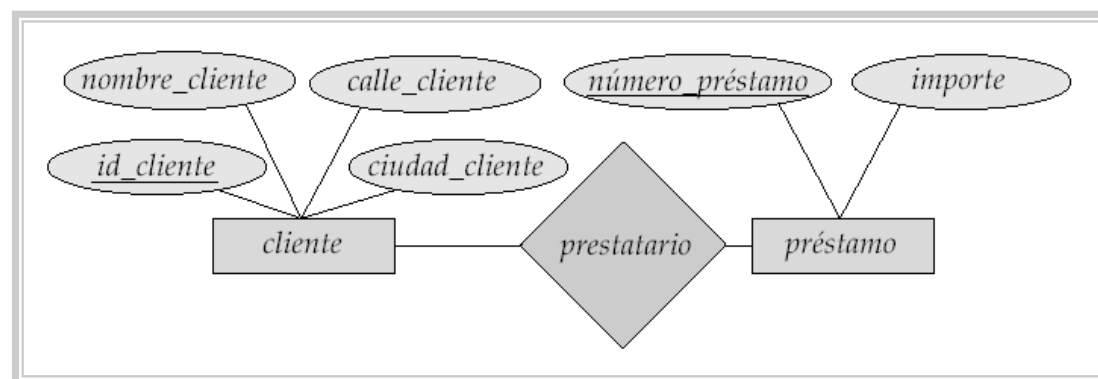 nombre_cliente
calle_cliente
número_préstamo
importe
id_cliente
ciudad_cliente
cliente
prestatario
préstamo